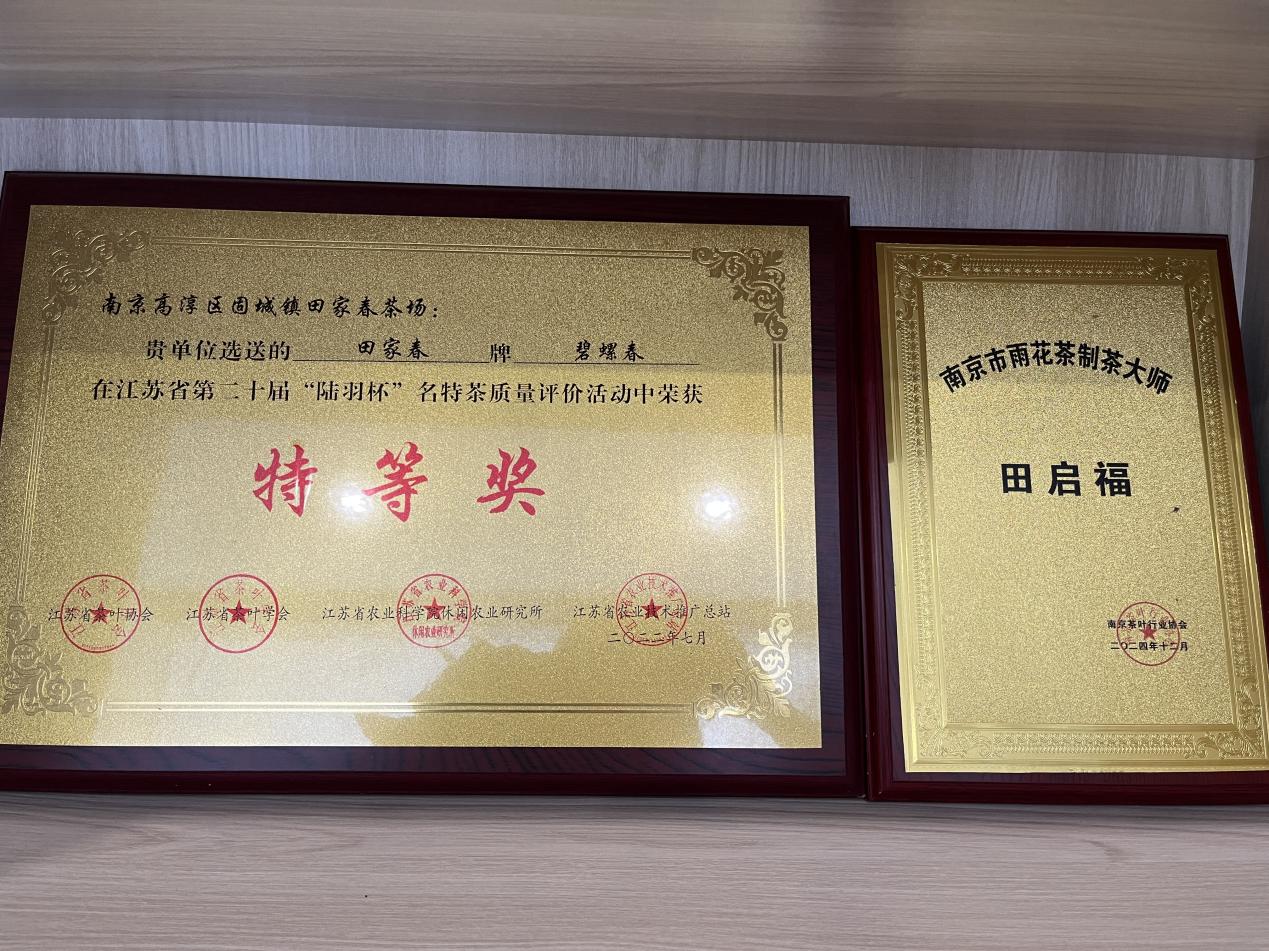 南京高淳区固城镇田家春茶场：
贵单位选送的 田家春 牌 碧螺春
在江苏省第二十届“陆羽杯”名特茶质量评价活动中荣获
特等奖
江苏省茶叶协会 江苏省茶叶学会 江苏省农业科学院休闲农业研究所 江苏省农业技术推广总站
二〇二二年七月
南京市雨花茶制茶大师
田启福
南京茶叶行业协会
二〇二四年十二月